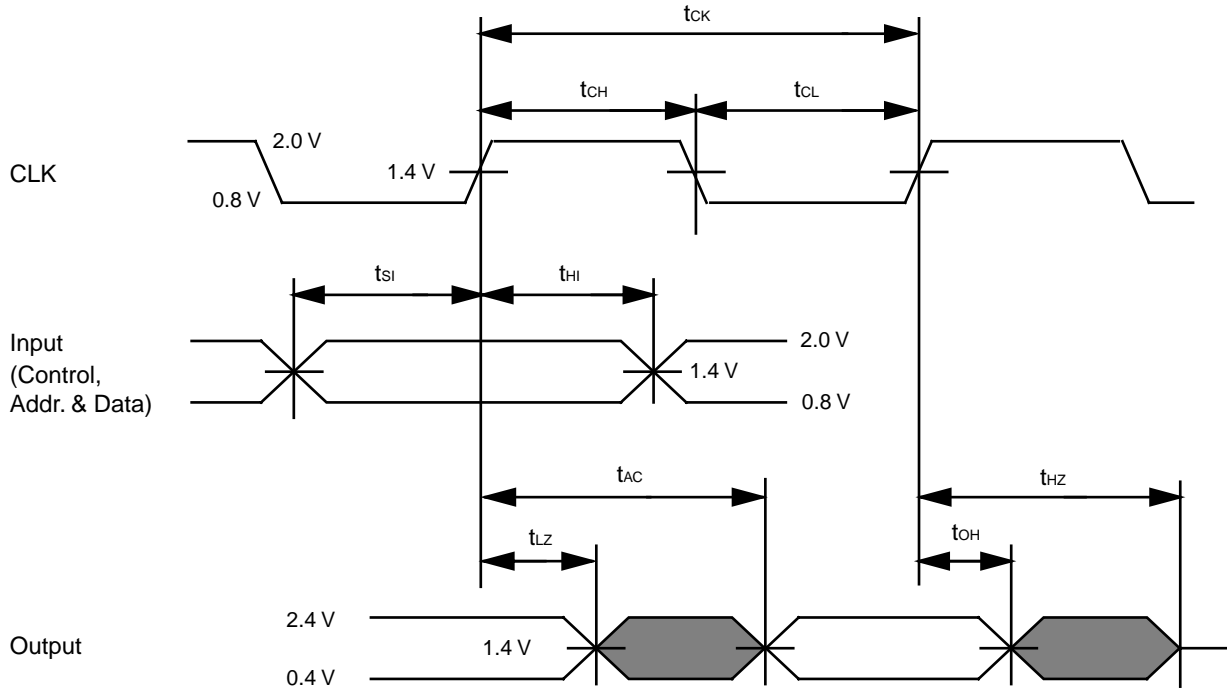 tCK
tCH
tCL
CLK
2.0 V
1.4 V
0.8 V
tSI
tHI
Input
(Control,
Addr. & Data)
2.0 V
1.4 V
0.8 V
tAC
tHZ
tLZ
tOH
Output
2.4 V
1.4 V
0.4 V